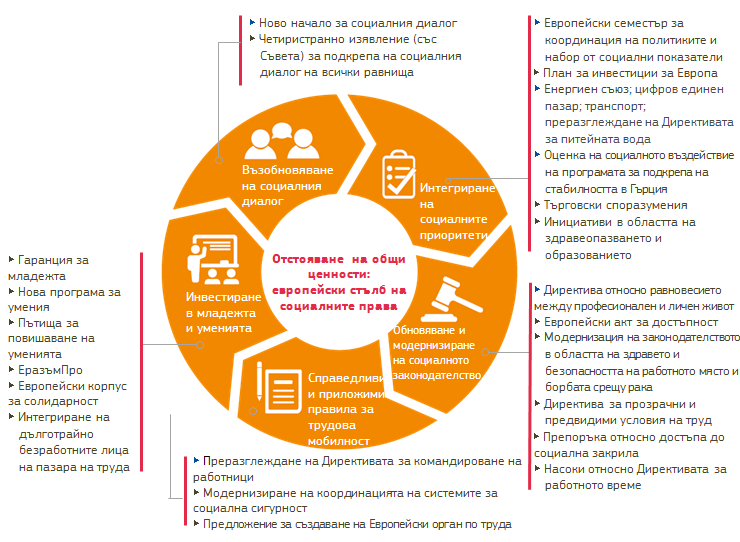 Ново начало за социалния диалог
Четиристранно изявление (със
Съвета) за подкрепа на социалния
диалог на всички равнища
Европейски семестър за
координация на политиките и
набор от социални показатели
План за инвестиции за Европа
Енергиен съюз; цифров единен
пазар; транспорт;
преразглеждане на Директивата
за питейната вода
Оценка на социалното въздействие
на програмата за подкрепа на
стабилността в Гърция
Търговски споразумения
Инициативи в областта на
здравеопазването и
образованието
Възобновяване
на социалния
диалог
Интегриране
на
социалните
приоритети
Отстояване на общи
ценности:
европейски стълб на
социалните права
Инвестиране
в младежта
и уменията
Обновяване и
модернизиране
на социалното
законодателство
Справедливи
и приложими
правила за
трудова
мобилност
Гаранция за
младежта
Нова програма за
умения
Пътища за
повишаване на
уменията
ЕразъмПро
Европейски корпус
за солидарност
Интегриране на
дълготрайно
безработните лица
на пазара на труда
Директива относно равновесието
между професионален и личен живот
Европейски акт за достъпност
Модернизация на законодателството
в областта на здравето и
безопасността на работното място и
борбата срещу рака
Директива за прозрачни и
предвидими условия на труд
Препоръка относно достъпа до
социална закрила
Насоки относно Директивата за
работното време
Преразглеждане на Директивата за командироване на
работници
Модернизиране на координацията на системите за
социална сигурност
Предложение за създаване на Европейски орган по труда